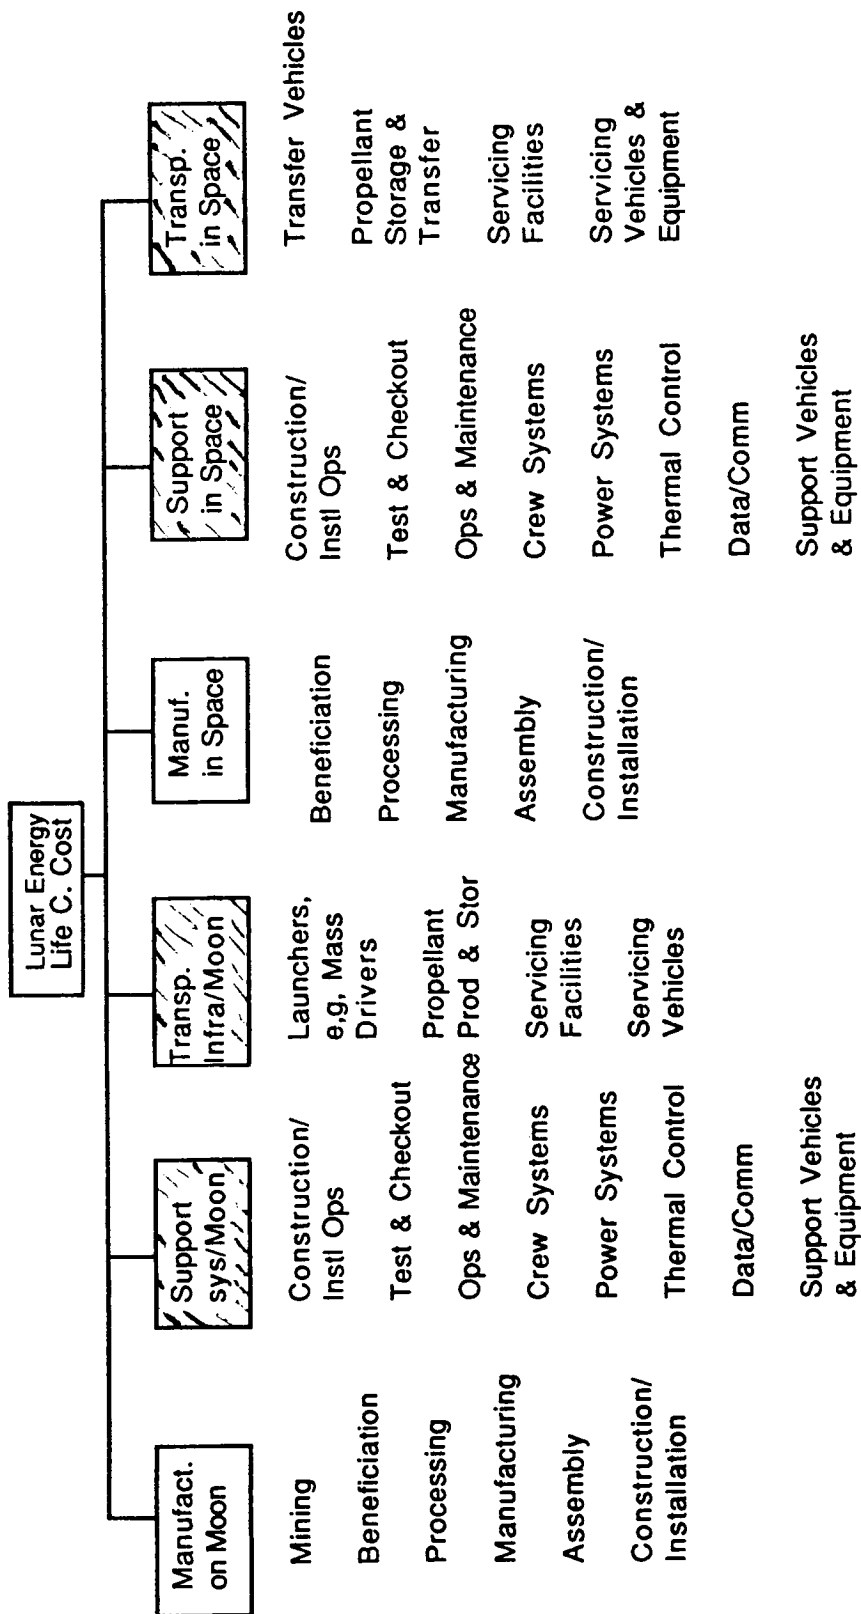 Lunar Energy
Life C. Cost
Manufact.
on Moon
Mining
Beneficiation
Processing
Manufacturing
Assembly
Construction/
Installation
Support
sys/Moon
Construction/
Instl Ops
Test & Checkout
Ops & Maintenance
Crew Systems
Power Systems
Thermal Control
Data/Comm
Support Vehicles
& Equipment
Transp.
Infra/Moon
Launchers,
e,g, Mass
Drivers
Propellant
Prod & Stor
Servicing
Facilities
Servicing
Vehicles
Manuf.
in Space
Beneficiation
Processing
Manufacturing
Assembly
Construction/
Installation
Support
in Space
Construction/
Instl Ops
Test & Checkout
Ops & Maintenance
Crew Systems
Power Systems
Thermal Control
Data/Comm
Support Vehicles
& Equipment
Transp.
in Space
Transfer Vehicles
Propellant
Storage &
Transfer
Servicing
Facilities
Servicing
Vehicles &
Equipment